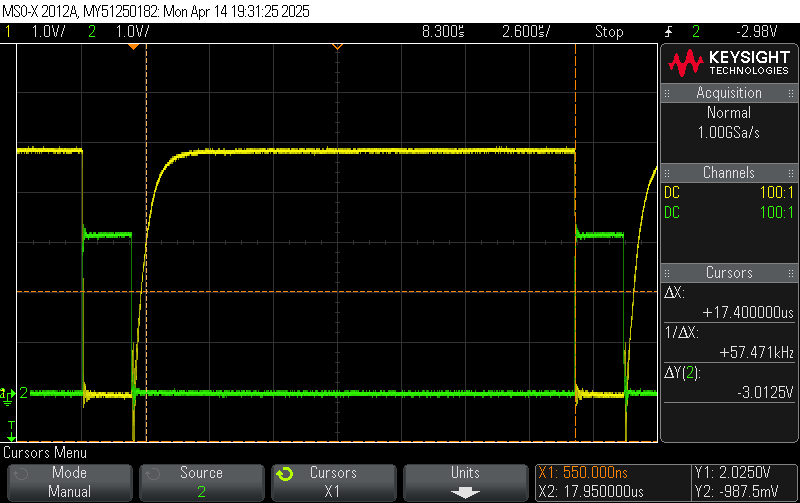 MSO-X 2012A, MY51250182: Mon Apr 14 19:31:25 2025
1 1.0V/ 2 1.0V/ 8.300s 2.600s/ Stop 2 -2.98V
KEYSIGHT
TECHNOLOGIES
Acquisition
Normal
1.00GSa/s
Channels
DC 100:1
DC 100:1
Cursors
ΔX:
+17.400000us
1/ΔX:
+57.471kHz
ΔY(2):
-3.0125V
2
T
Cursors Menu
Mode
Manual
Source
2
Cursors
X1
Units
X1: 550.000ns
X2: 17.950000us
Y1: 2.0250V
Y2: -987.5mV